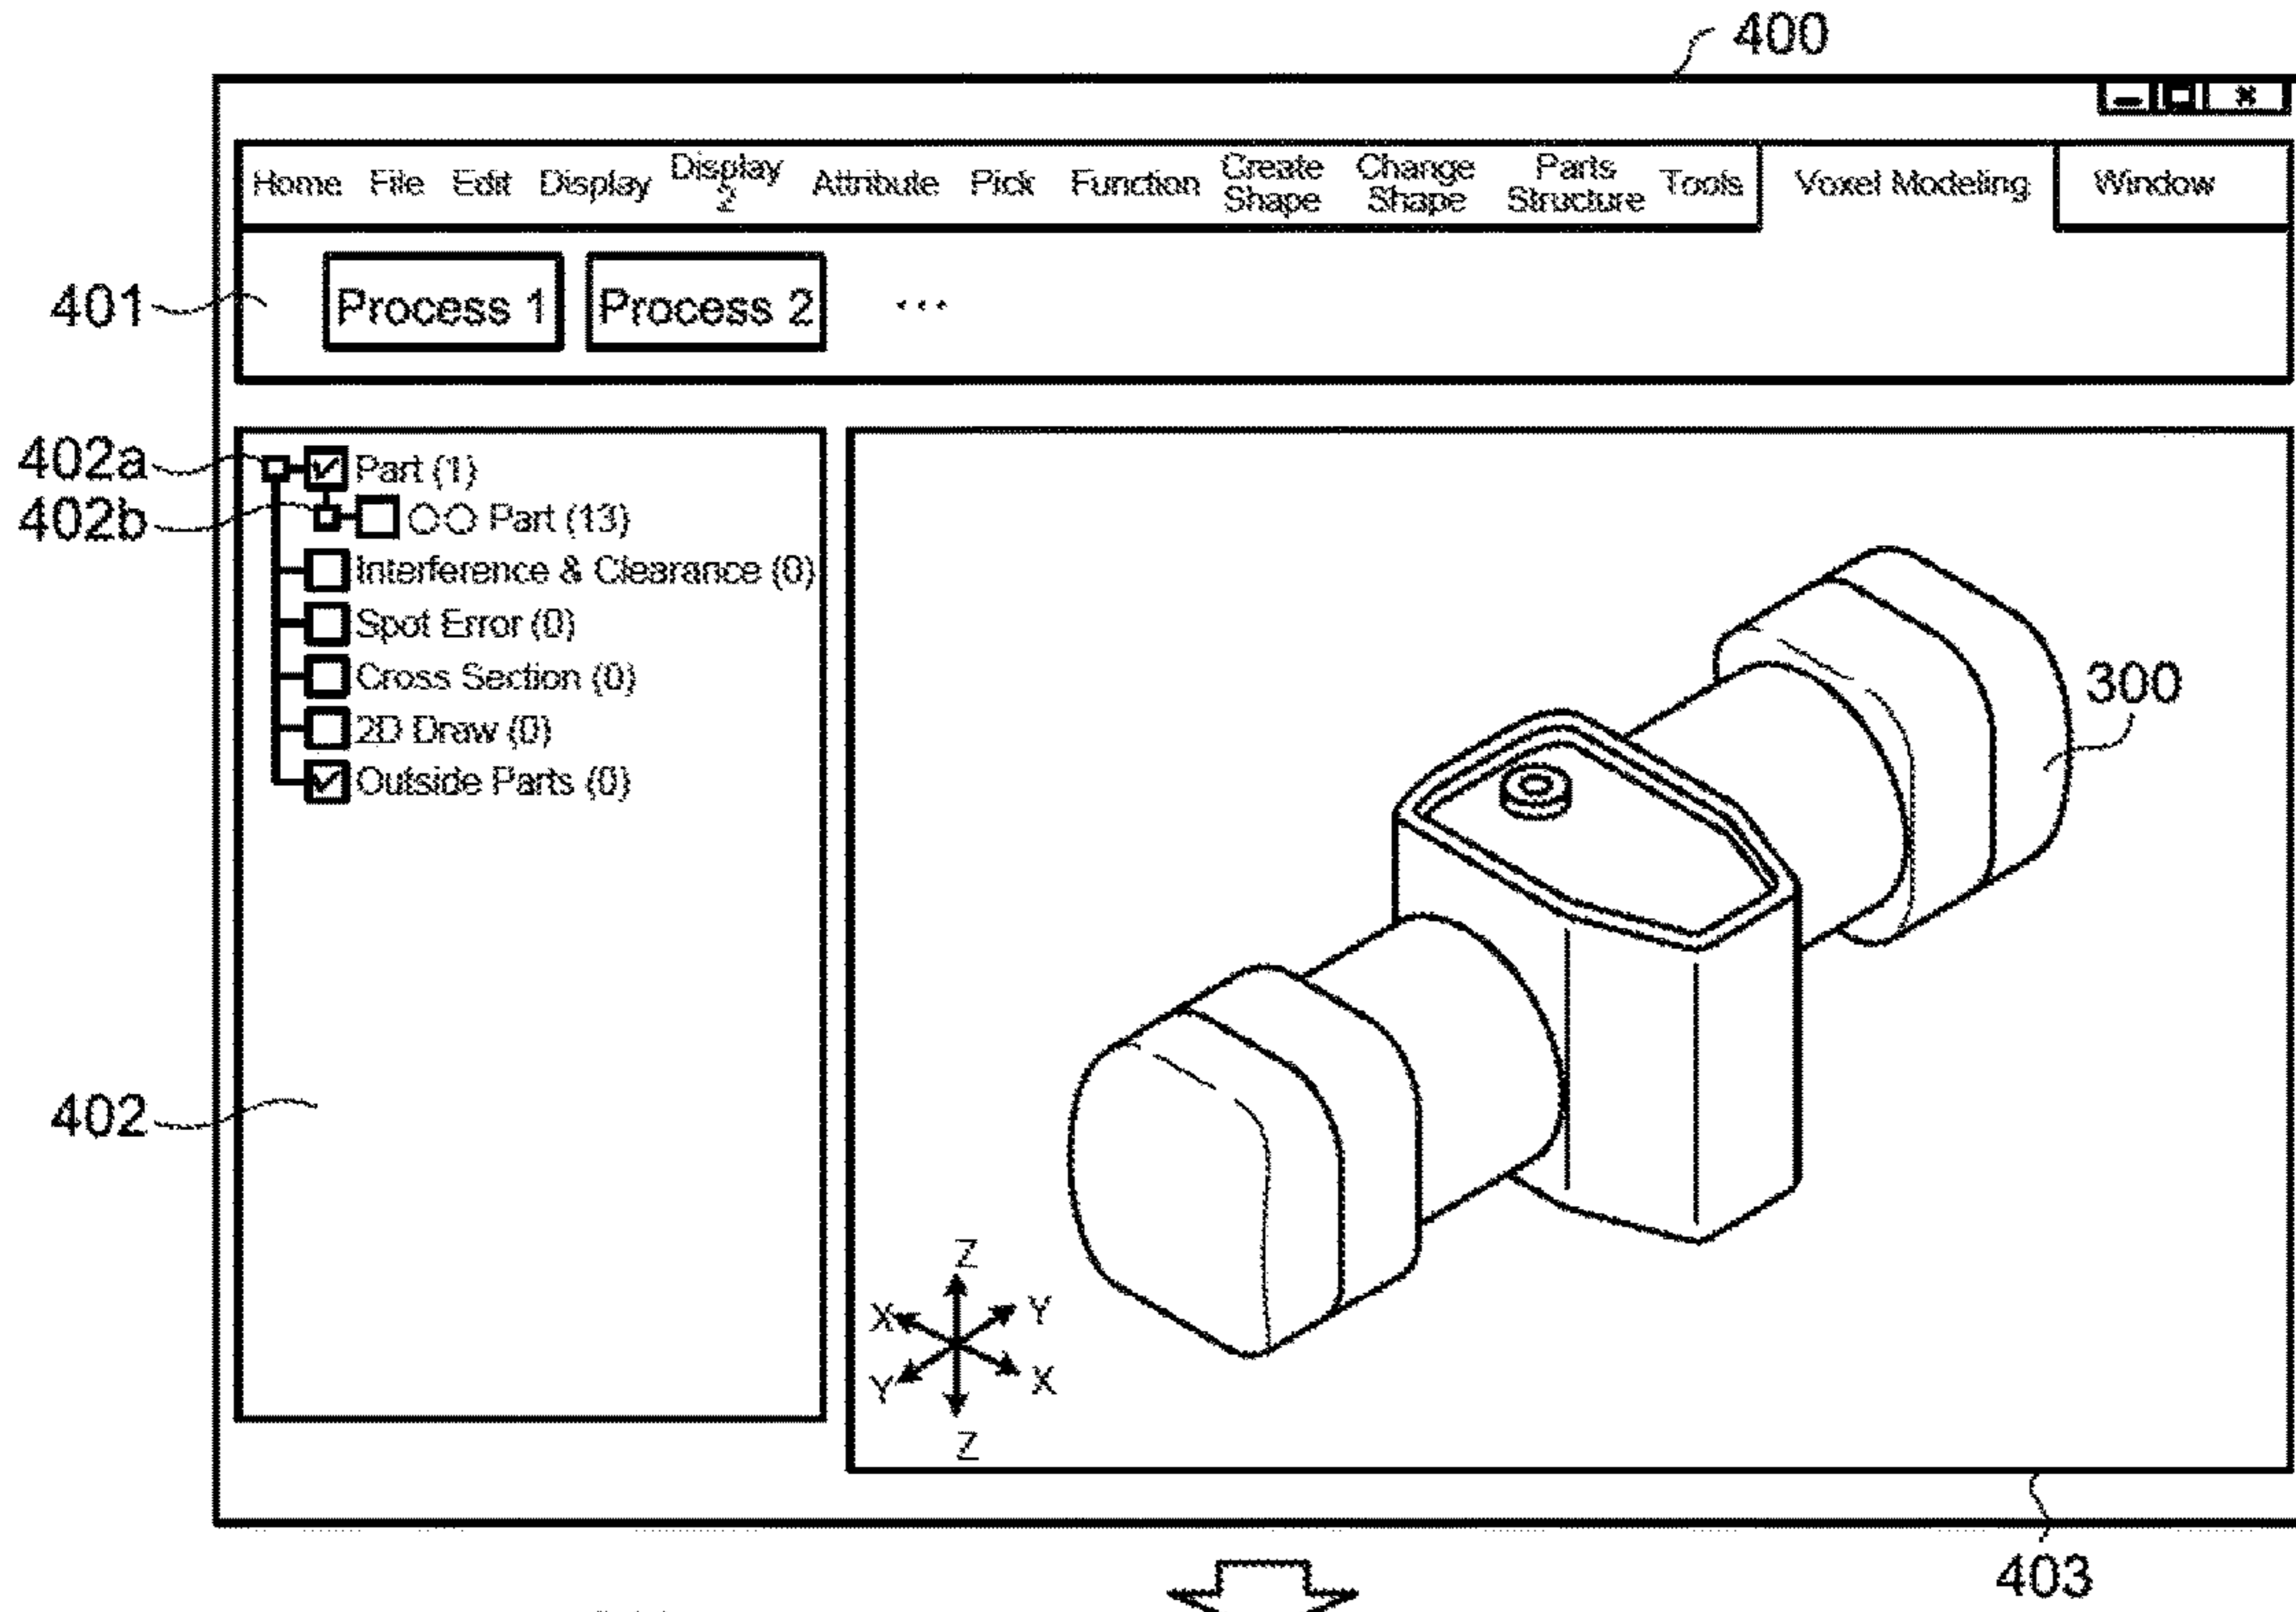 400
Home File Edit Display Display 2 Attribute Pick Function Create Shape Change Shape Parts Structure Tools Voxel Modeling Window
401 Process 1 Process 2 ...
402a Part (1)
402b ○○ Part (13)
Interference & Clearance (0)
Spot Error (0)
Cross Section (0)
2D Draw (0)
Outside Parts (0)
300
402
Z
X Y
Y X
Z
403